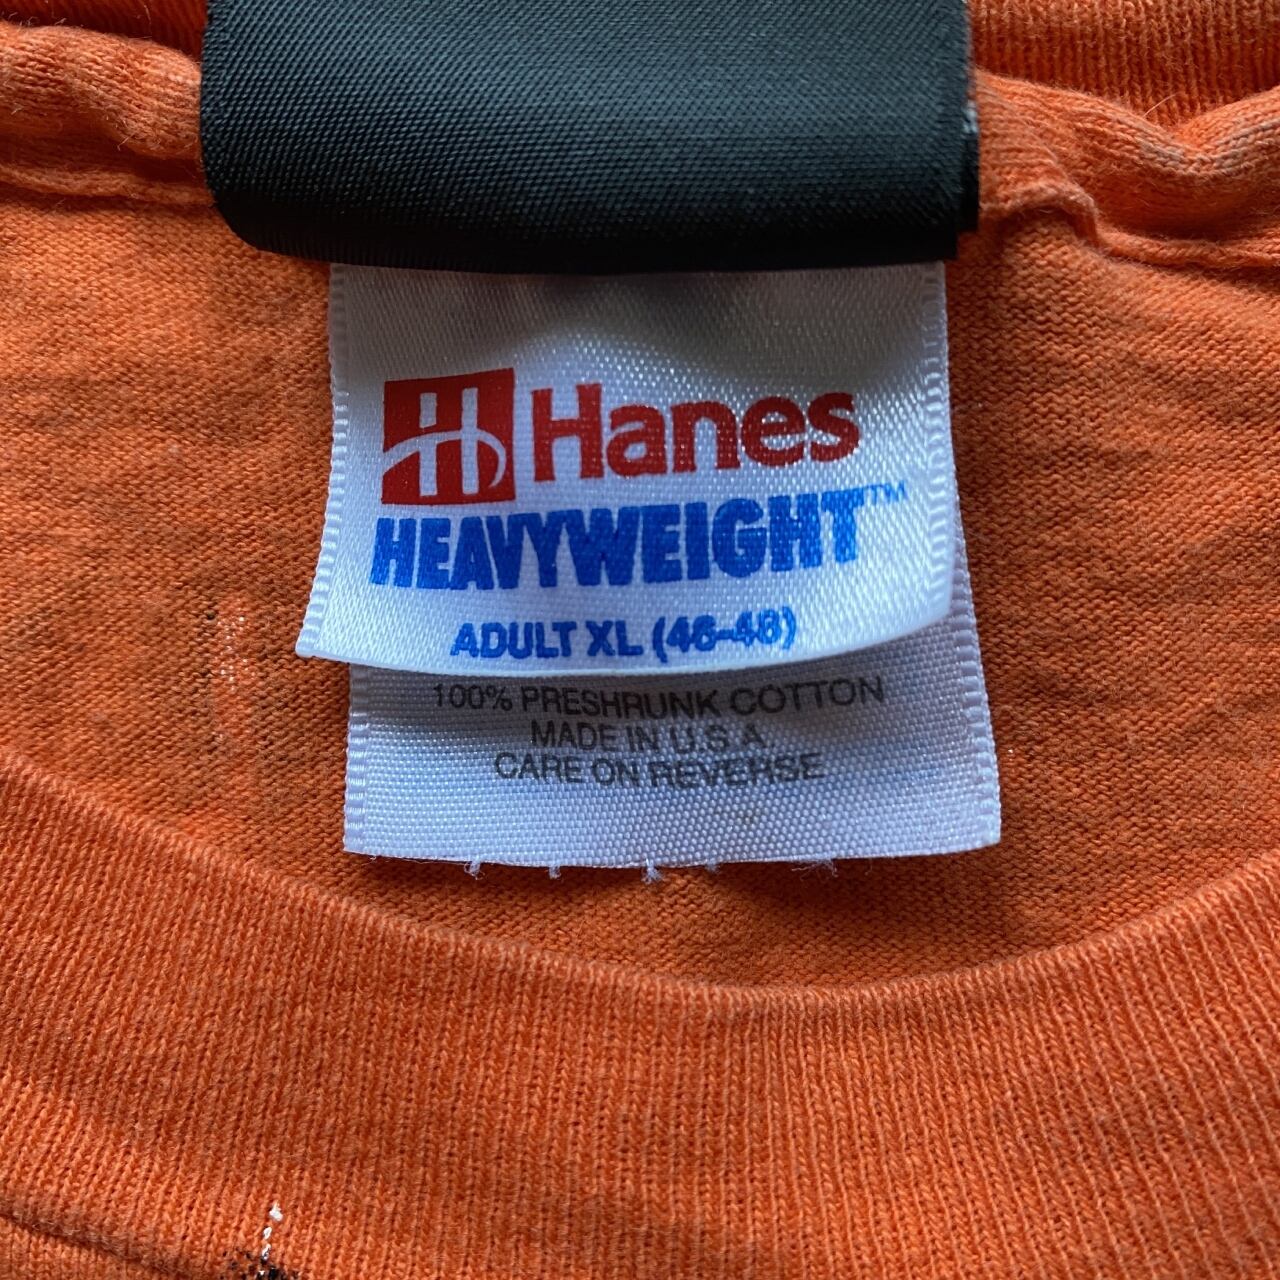 H Hanes
HEAVYWEIGHT™
ADULT XL (46-48)
100% PRESHRUNK COTTON
MADE IN U.S.A.
CARE ON REVERSE